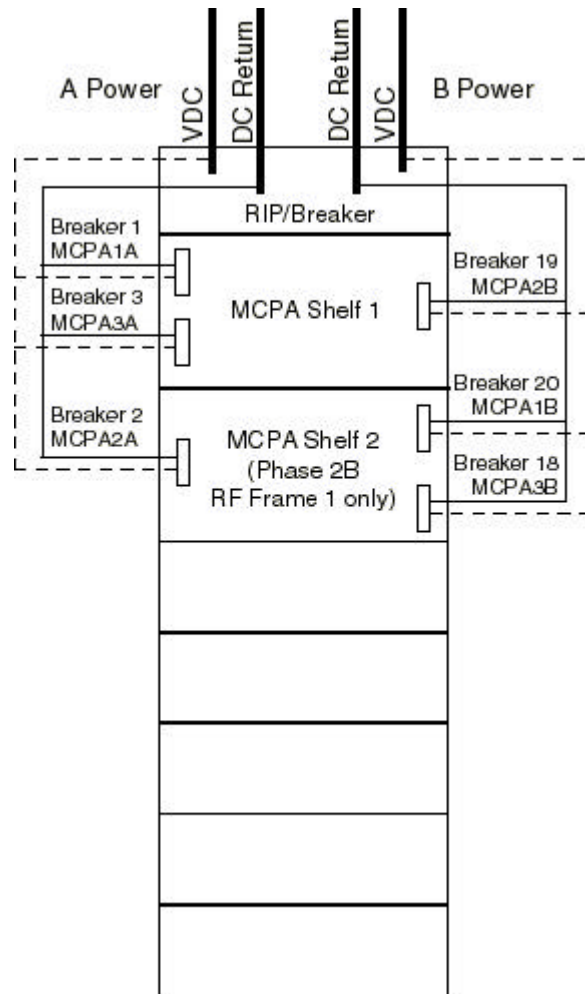 A Power
VDC
DC Return
DC Return
VDC
B Power
RIP/Breaker
Breaker 1
MCPA1A
Breaker 3
MCPA3A
MCPA Shelf 1
Breaker 19
MCPA2B
Breaker 2
MCPA2A
MCPA Shelf 2
(Phase 2B
RF Frame 1 only)
Breaker 20
MCPA1B
Breaker 18
MCPA3B